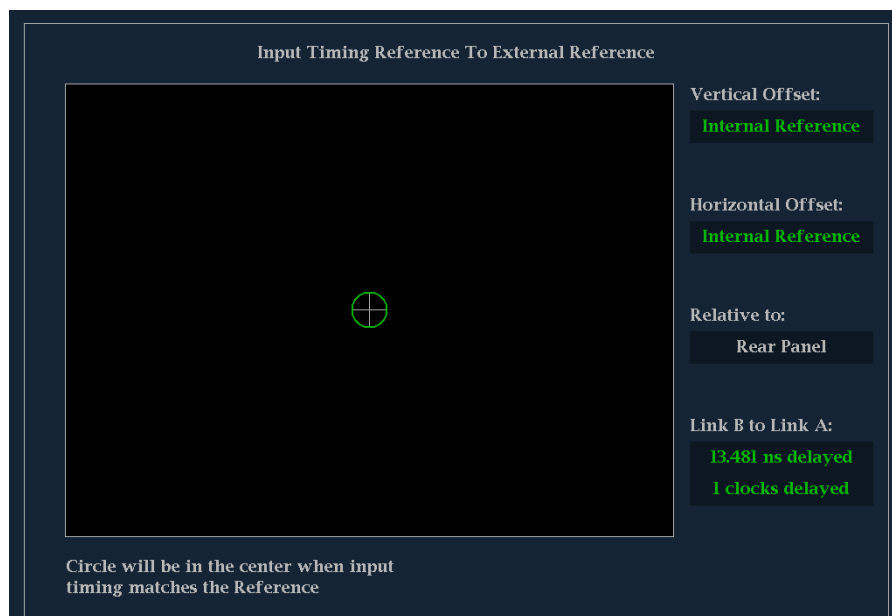 Input Timing Reference To External Reference
Vertical Offset:
Internal Reference
Horizontal Offset:
Internal Reference
Relative to:
Rear Panel
Link B to Link A:
13.481 ns delayed
1 clocks delayed
Circle will be in the center when input
timing matches the Reference